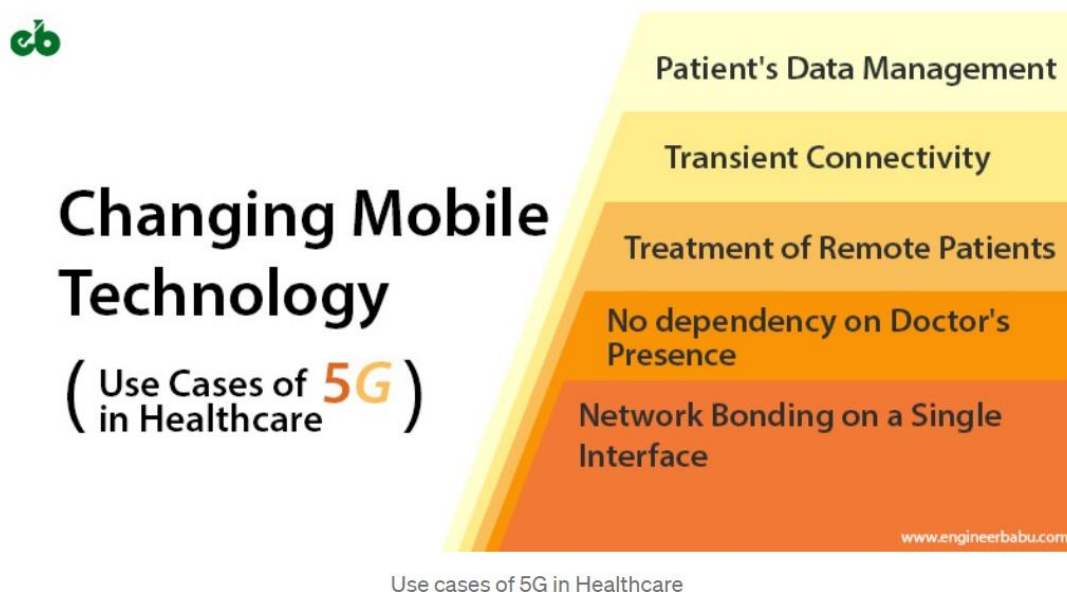 eb
Changing Mobile
Technology
( Use Cases of 5G
in Healthcare )
Patient's Data Management
Transient Connectivity
Treatment of Remote Patients
No dependency on Doctor's
Presence
Network Bonding on a Single
Interface
www.engineerbabu.com
Use cases of 5G in Healthcare